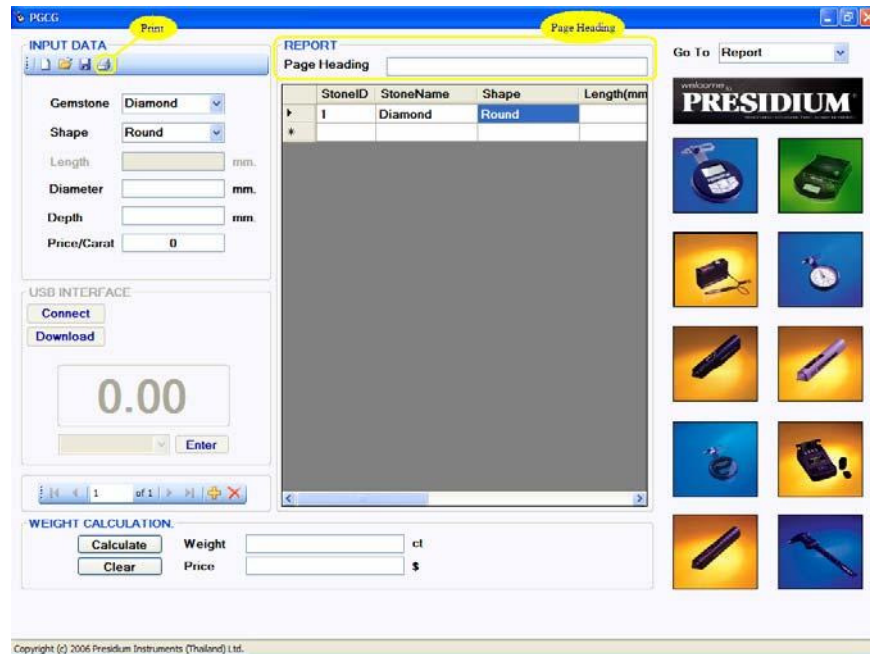 PGCG
Print
Page Heading
INPUT DATA
REPORT
Page Heading
Go To Report
StoneID StoneName Shape Length(mm
1 Diamond Round
*
Gemstone Diamond
Shape Round
Length mm.
Diameter mm.
Depth mm.
Price/Carat 0
welcome to
PRESIDIUM
USB INTERFACE
Connect
Download
0.00
Enter
1 of 1
WEIGHT CALCULATION.
Calculate Weight ct
Clear Price $
Copyright (c) 2006 Presidium Instruments (Thailand) Ltd.